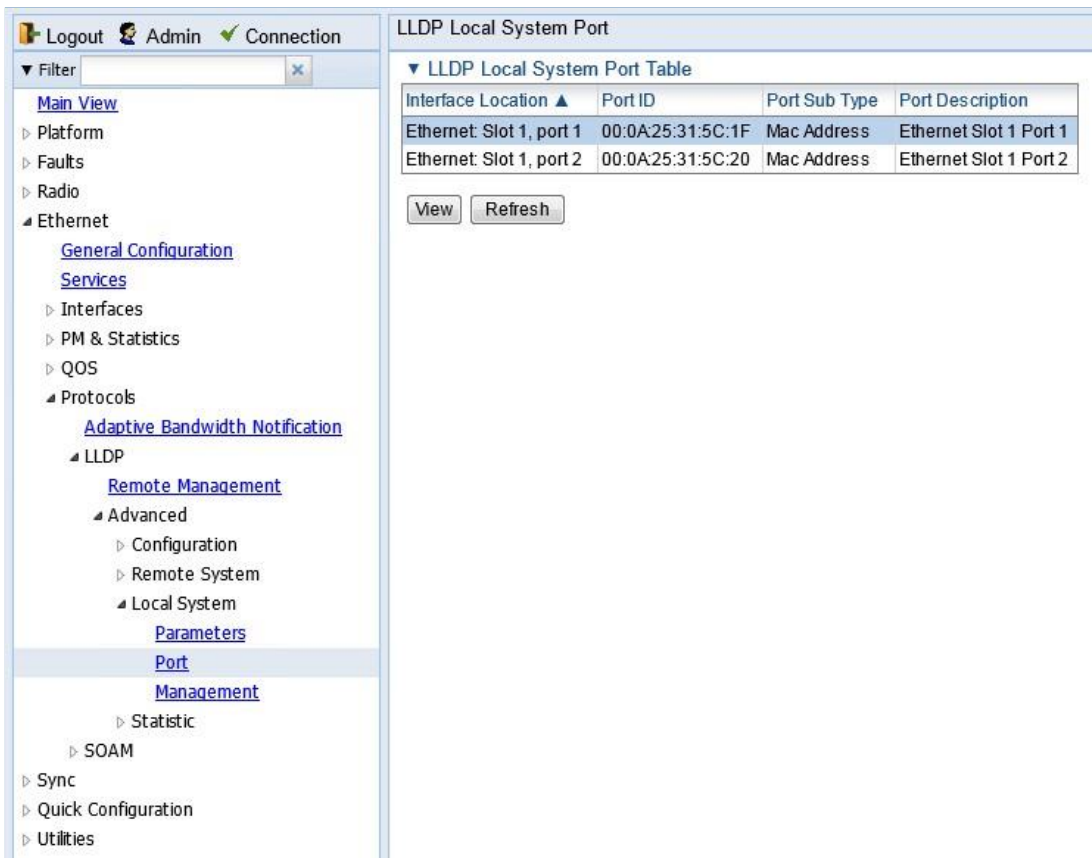 Logout Admin Connection
Filter
Main View
Platform
Faults
Radio
Ethernet
General Configuration
Services
Interfaces
PM & Statistics
QOS
Protocols
Adaptive Bandwidth Notification
LLDP
Remote Management
Advanced
Configuration
Remote System
Local System
Parameters
Port
Management
Statistic
SOAM
Sync
Quick Configuration
Utilities
LLDP Local System Port
LLDP Local System Port Table
Interface Location ▲ Port ID Port Sub Type Port Description
Ethernet: Slot 1, port 1 00:0A:25:31:5C:1F Mac Address Ethernet Slot 1 Port 1
Ethernet: Slot 1, port 2 00:0A:25:31:5C:20 Mac Address Ethernet Slot 1 Port 2
View Refresh